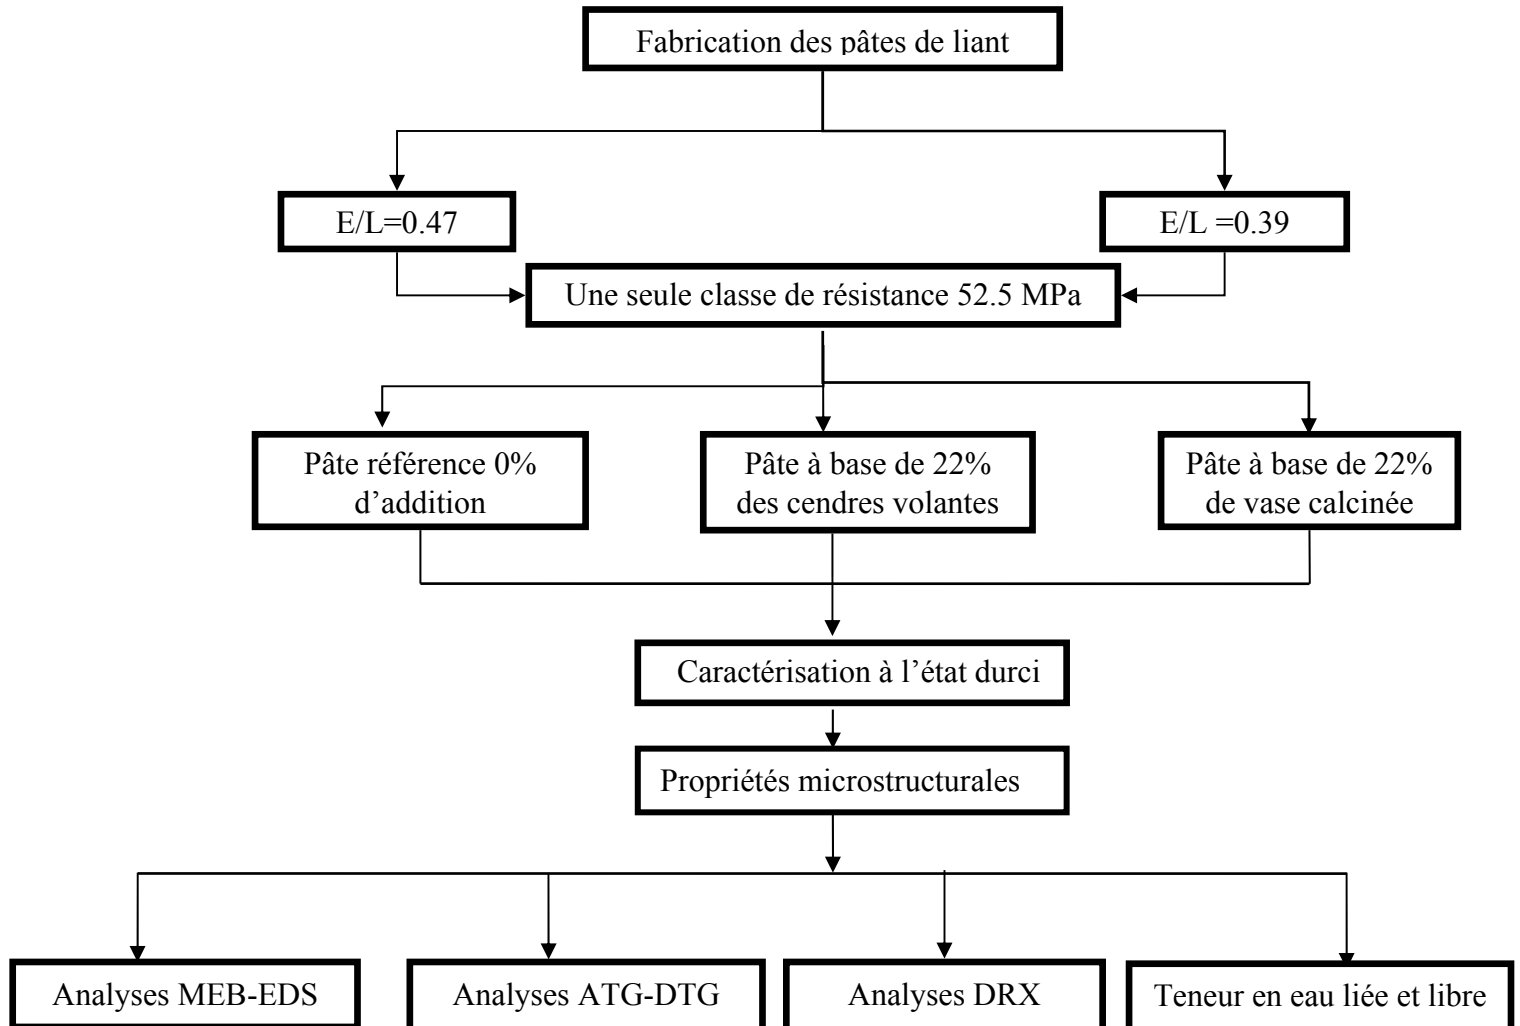 Fabrication des pâtes de liant
E/L=0.47
E/L =0.39
Une seule classe de résistance 52.5 MPa
Pâte référence 0%
d’addition
Pâte à base de 22%
des cendres volantes
Pâte à base de 22%
de vase calcinée
Caractérisation à l’état durci
Propriétés microstructurales
Analyses MEB-EDS
Analyses ATG-DTG
Analyses DRX
Teneur en eau liée et libre